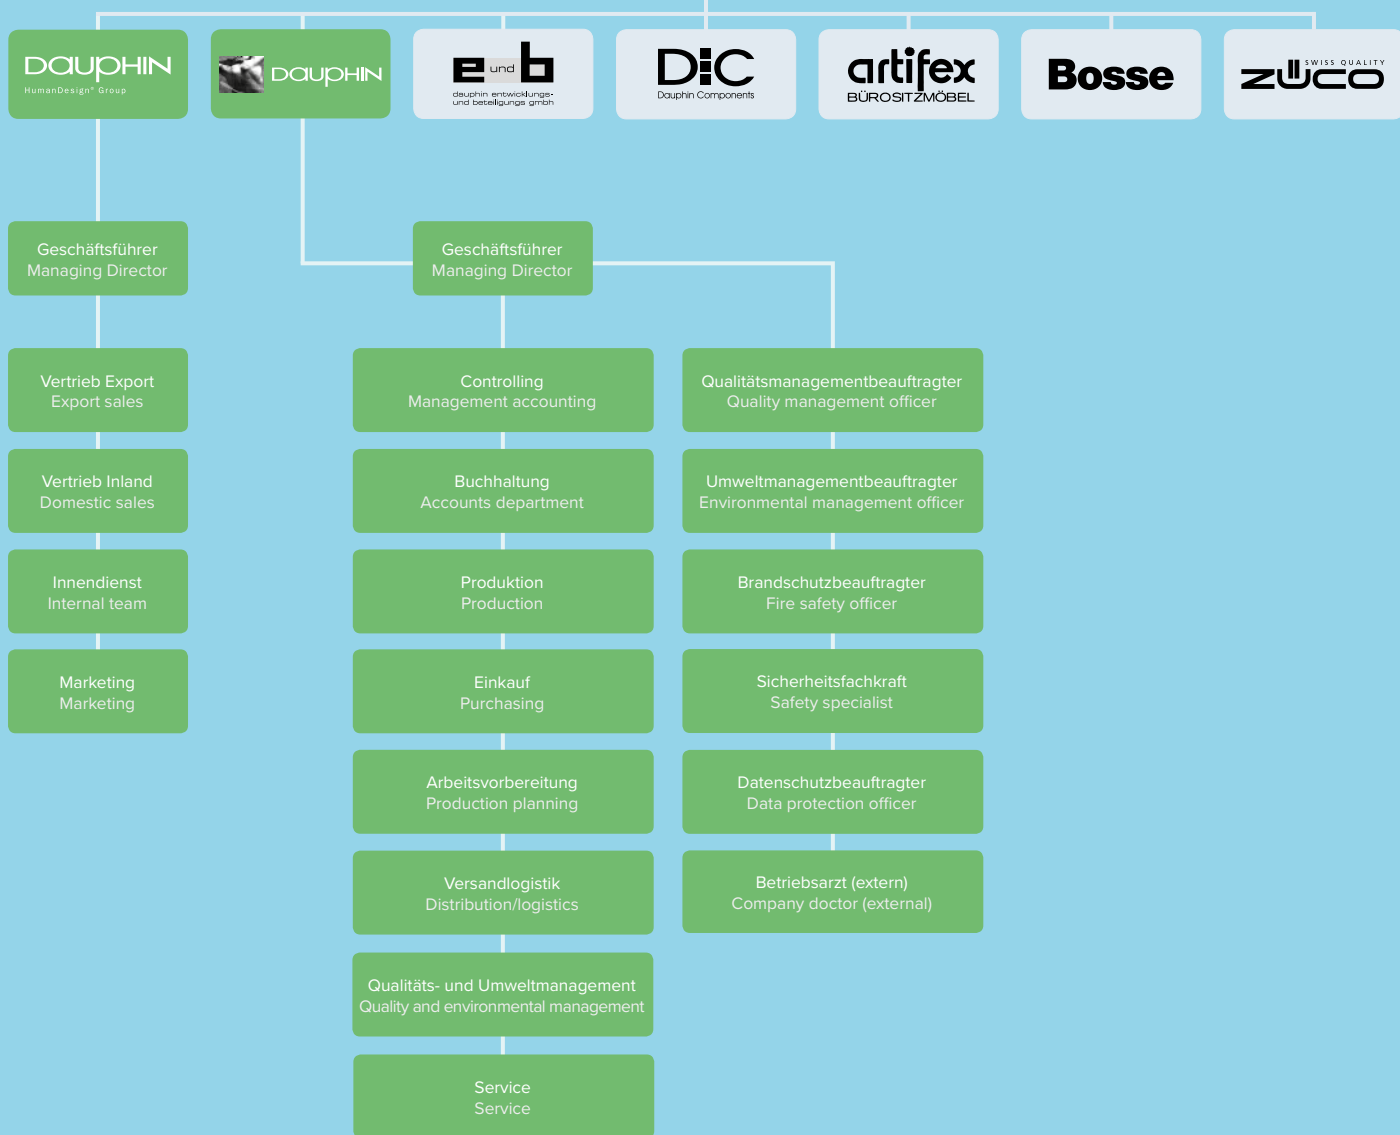 DAUPHIN
HumanDesign® Group
DAUPHIN
e und b
dauphin entwicklungs-
und beteiligungs gmbh
DIC
Dauphin Components
artifex
BÜROSITZMÖBEL
Bosse
SWISS QUALITY
ZÜCO
Geschäftsführer
Managing Director
Vertrieb Export
Export sales
Vertrieb Inland
Domestic sales
Innendienst
Internal team
Marketing
Marketing
Geschäftsführer
Managing Director
Controlling
Management accounting
Buchhaltung
Accounts department
Produktion
Production
Einkauf
Purchasing
Arbeitsvorbereitung
Production planning
Versandlogistik
Distribution/logistics
Qualitäts- und Umweltmanagement
Quality and environmental management
Service
Service
Qualitätsmanagementbeauftragter
Quality management officer
Umweltmanagementbeauftragter
Environmental management officer
Brandschutzbeauftragter
Fire safety officer
Sicherheitsfachkraft
Safety specialist
Datenschutzbeauftragter
Data protection officer
Betriebsarzt (extern)
Company doctor (external)